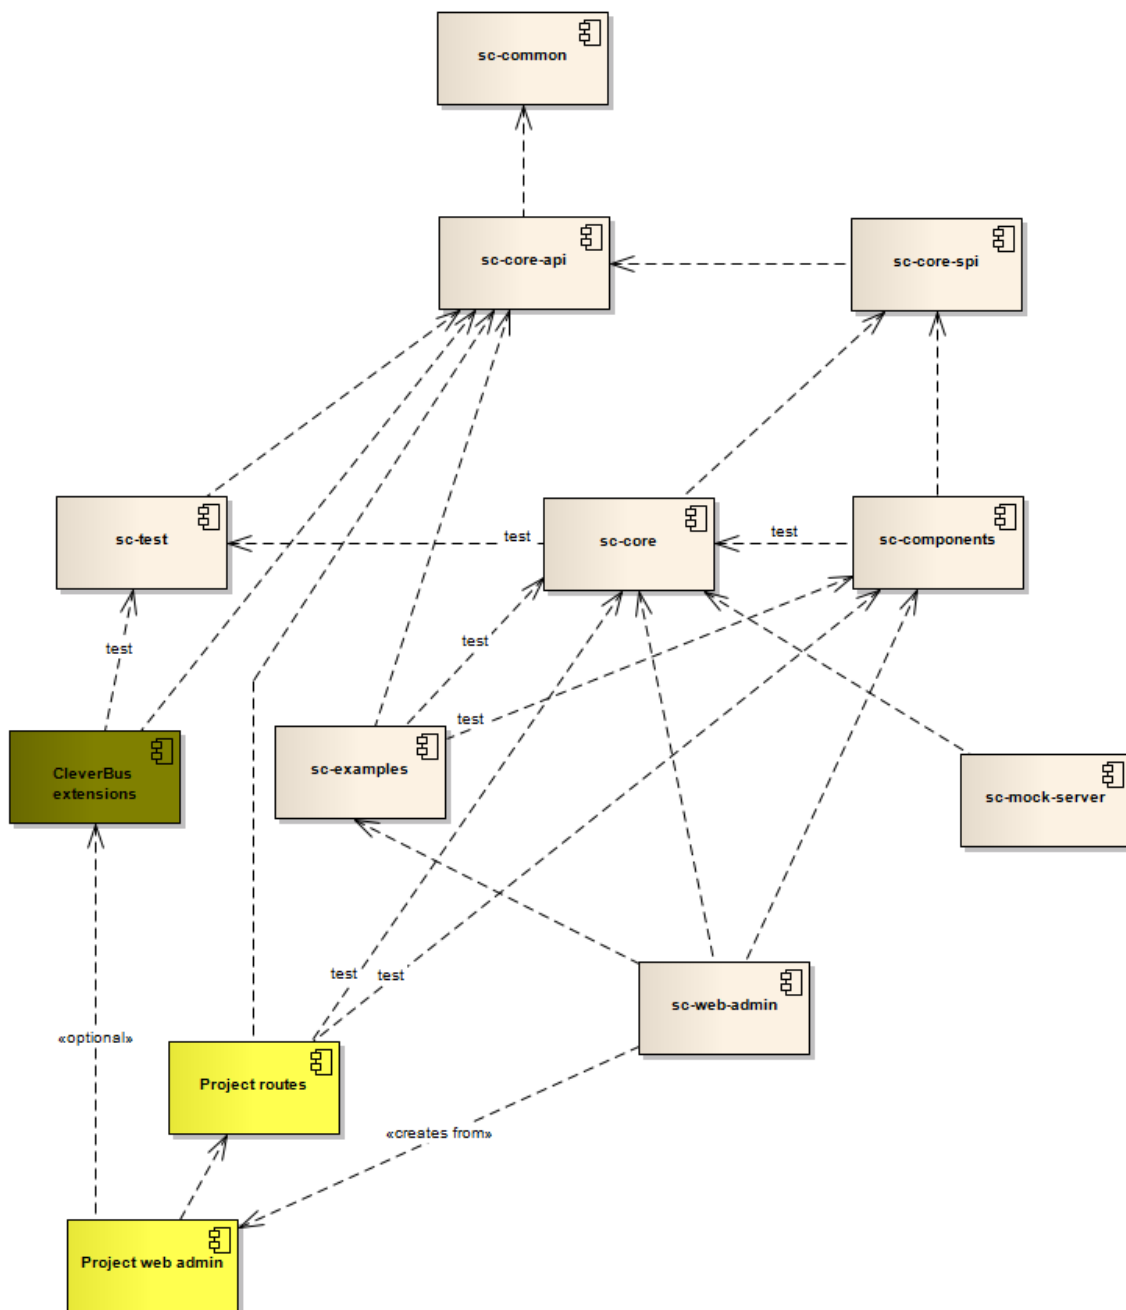 sc-common
sc-core-api
sc-core-spi
sc-test
test
sc-core
test
sc-components
test
test
test
CleverBus
extensions
sc-examples
sc-mock-server
test
test
sc-web-admin
«optional»
Project routes
«creates from»
Project web admin